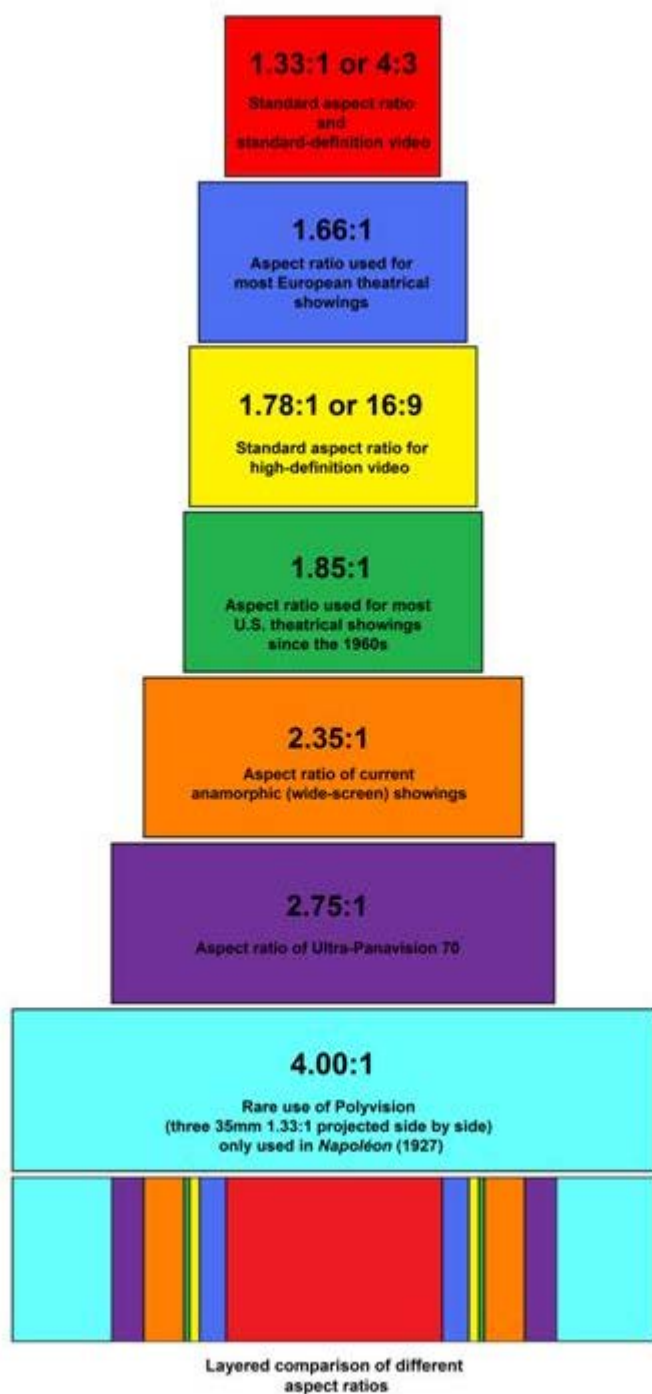 1.33:1 or 4:3
Standard aspect ratio
and
standard-definition video
1.66:1
Aspect ratio used for
most European theatrical
showings
1.78:1 or 16:9
Standard aspect ratio for
high-definition video
1.85:1
Aspect ratio used for most
U.S. theatrical showings
since the 1960s
2.35:1
Aspect ratio of current
anamorphic (wide-screen) showings
2.75:1
Aspect ratio of Ultra-Panavision 70
4.00:1
Rare use of Polyvision
(three 35mm 1.33:1 projected side by side)
only used in Napoléon (1927)
Layered comparison of different
aspect ratios